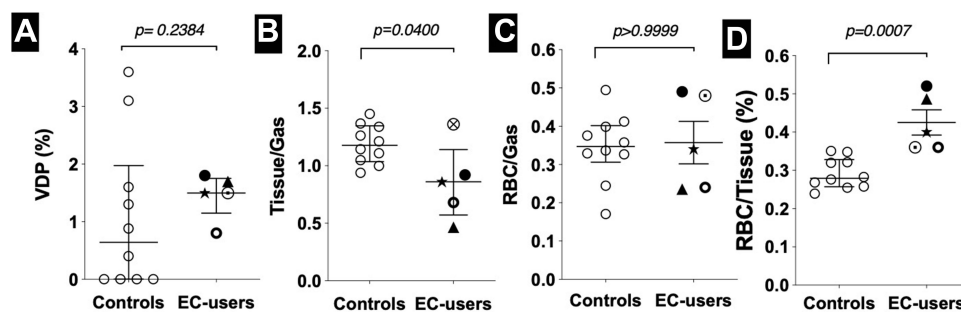 A
p= 0.2384
VDP (%)
4
3
2
1
0
Controls EC-users
B
p=0.0400
Tissue/Gas
2.0
1.5
1.0
0.5
0.0
Controls EC-users
C
p>0.9999
RBC/Gas
0.6
0.5
0.4
0.3
0.2
0.1
0.0
Controls EC-users
D
p=0.0007
RBC/Tissue (%)
0.6
0.5
0.4
0.3
0.2
0.1
0.0
Controls EC-users